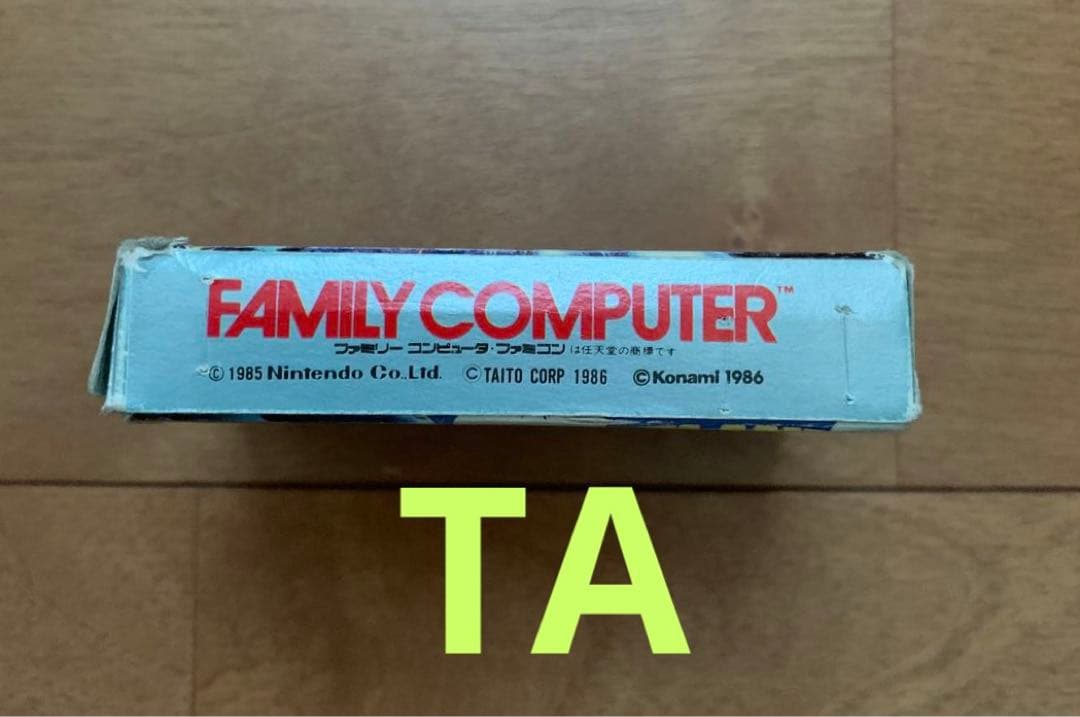 FAMILY COMPUTER™
ファミリー コンピュータ・ファミコン は任天堂の商標です
© 1985 Nintendo Co.,Ltd. © TAITO CORP 1986 © Konami 1986
TA